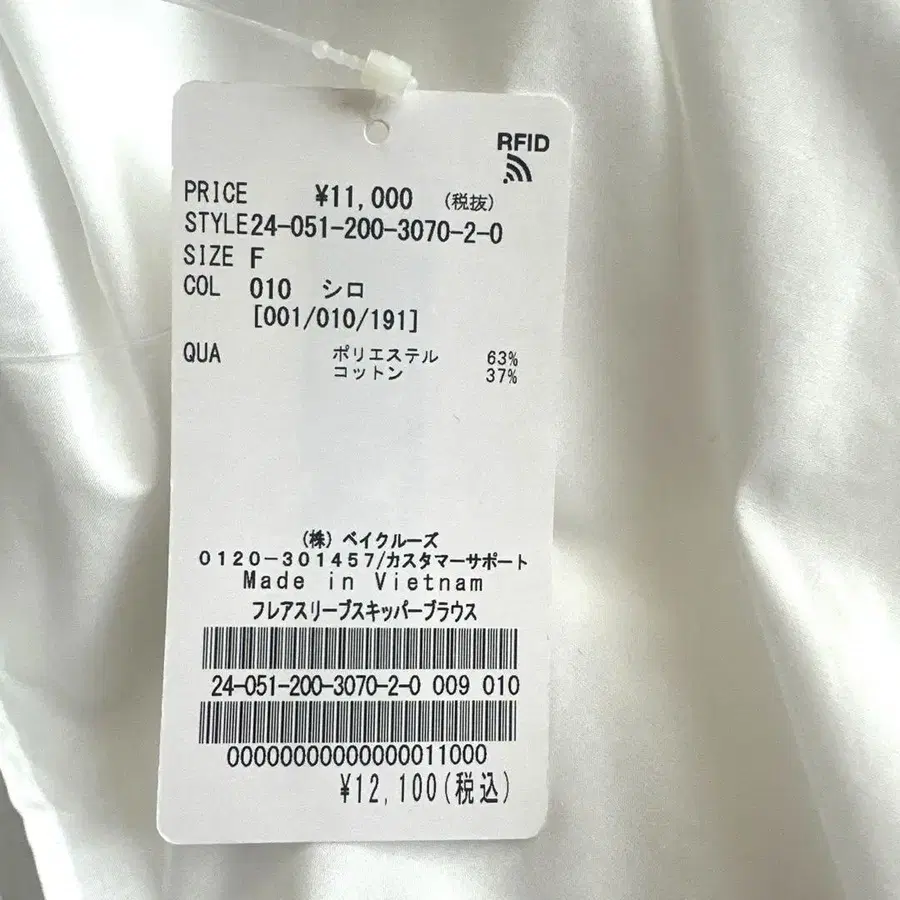 RFID
PRICE ¥11,000 (税抜)
STYLE24-051-200-3070-2-0
SIZE F
COL 010 シロ
[001/010/191]
QUA ポリエステル 63%
コットン 37%
(株) ベイクルーズ
0120-301457/カスタマーサポート
Made in Vietnam
フレアスリーブスキッパーブラウス
24-051-200-3070-2-0 009 010
00000000000000011000
¥12,100(税込)